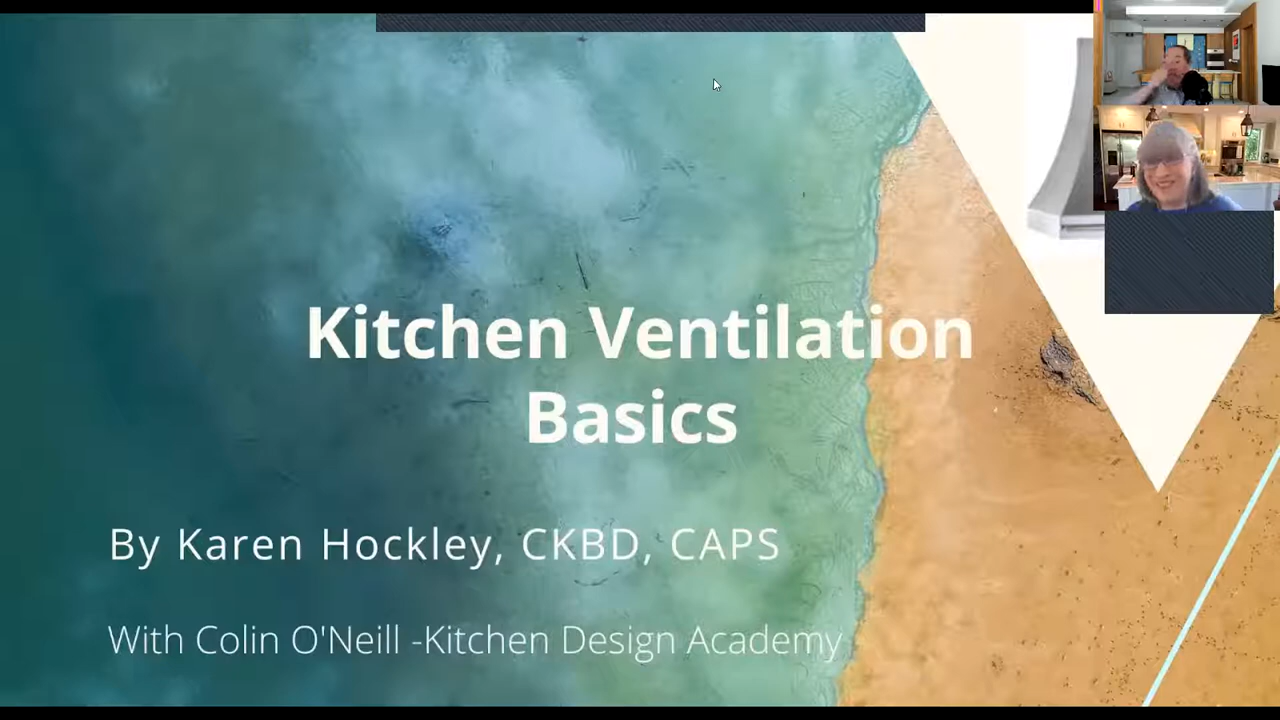 Kitchen Ventilation
Basics
By Karen Hockley, CKBD, CAPS
With Colin O'Neill -Kitchen Design Academy